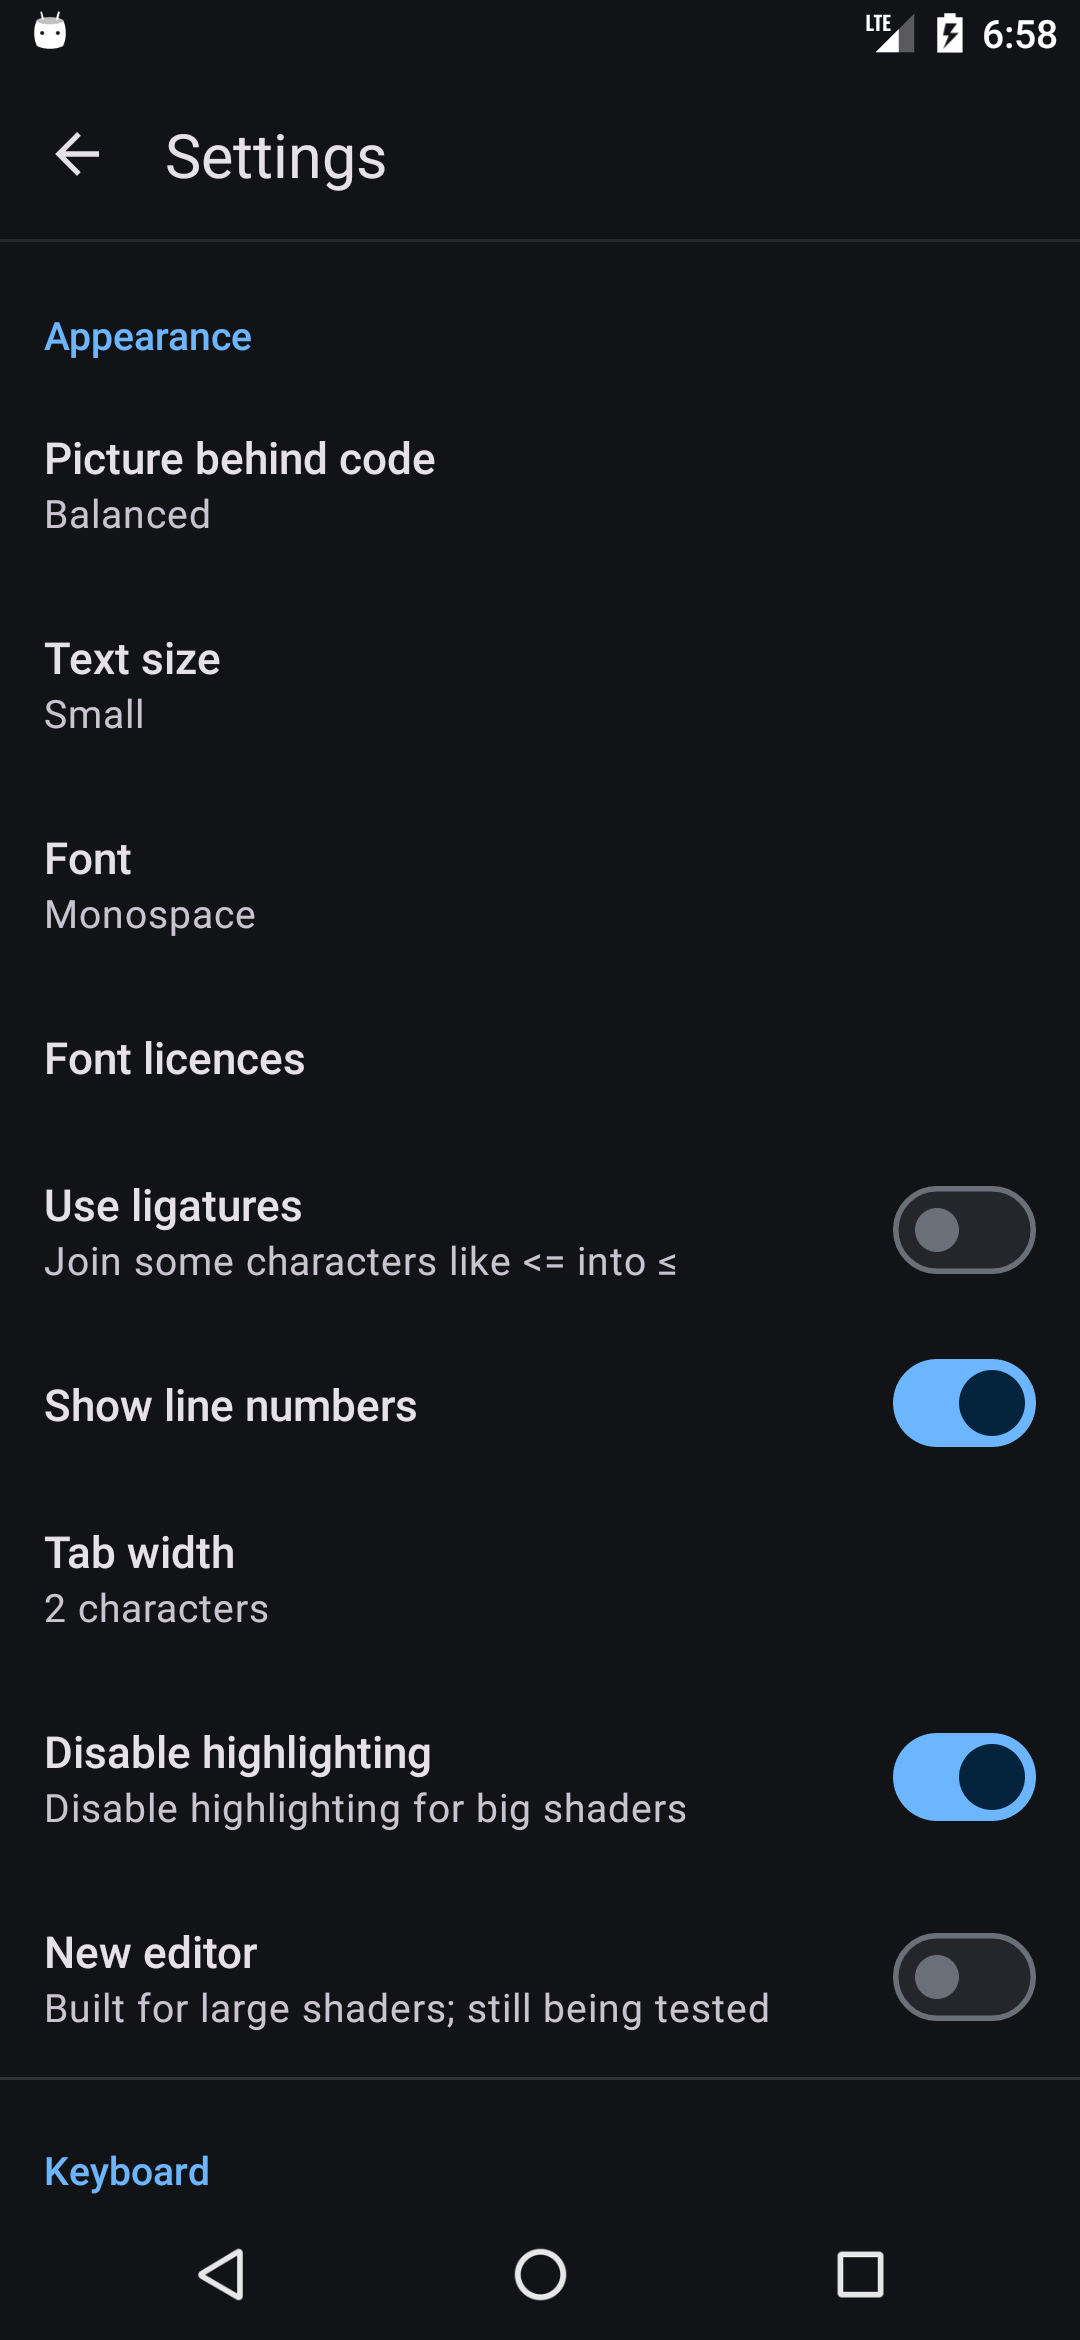 LTE 6:58
Settings
Appearance
Picture behind code
Balanced
Text size
Small
Font
Monospace
Font licences
Use ligatures
Join some characters like <= into ≤
Show line numbers
Tab width
2 characters
Disable highlighting
Disable highlighting for big shaders
New editor
Built for large shaders; still being tested
Keyboard